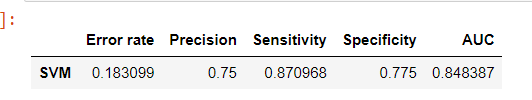 ]:
Error rate Precision Sensitivity Specificity AUC
SVM 0.183099 0.75 0.870968 0.775 0.848387